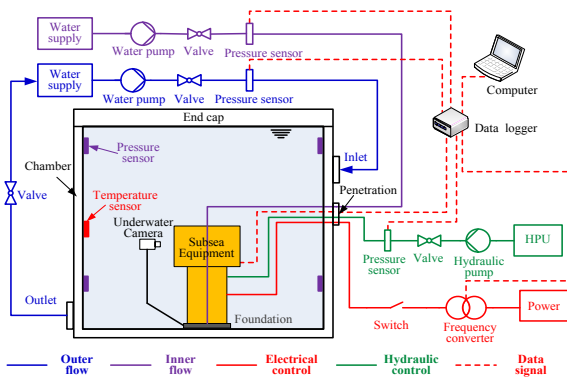 Water
supply
Water pump
Valve
Pressure sensor
Water
supply
Water pump
Valve
Pressure sensor
Computer
Data logger
End cap
Chamber
Pressure
sensor
Inlet
Penetration
Valve
Temperature
sensor
Underwater
Camera
Subsea
Equipment
Pressure
sensor
Valve
Hydraulic
pump
HPU
Outlet
Foundation
Switch
Frequency
converter
Power
Outer
flow
Inner
flow
Electrical
control
Hydraulic
control
Data
signal